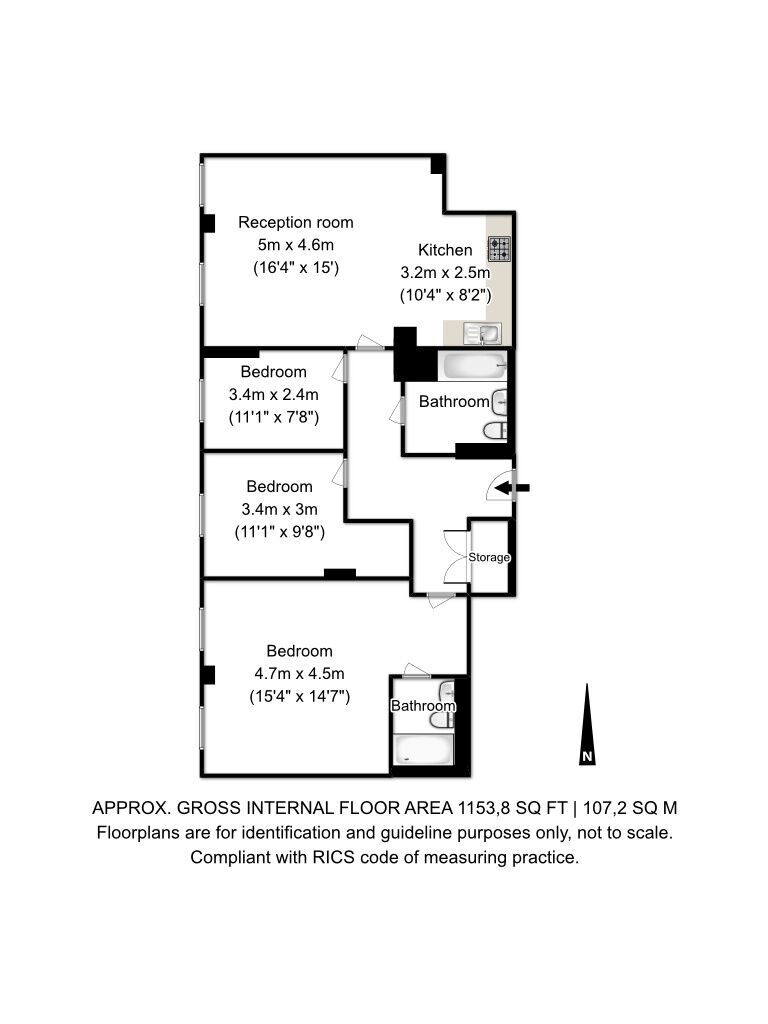 Reception room
5m x 4.6m
(16'4" x 15')
Kitchen
3.2m x 2.5m
(10'4" x 8'2")
Bedroom
3.4m x 2.4m
(11'1" x 7'8")
Bathroom
Bedroom
3.4m x 3m
(11'1" x 9'8")
Storage
Bedroom
4.7m x 4.5m
(15'4" x 14'7")
Bathroom
N
APPROX. GROSS INTERNAL FLOOR AREA 1153,8 SQ FT | 107,2 SQ M
Floorplans are for identification and guideline purposes only, not to scale.
Compliant with RICS code of measuring practice.